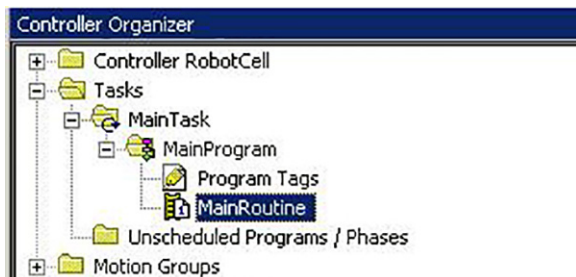 Controller Organizer
Controller RobotCell
Tasks
MainTask
MainProgram
Program Tags
MainRoutine
Unscheduled Programs / Phases
Motion Groups